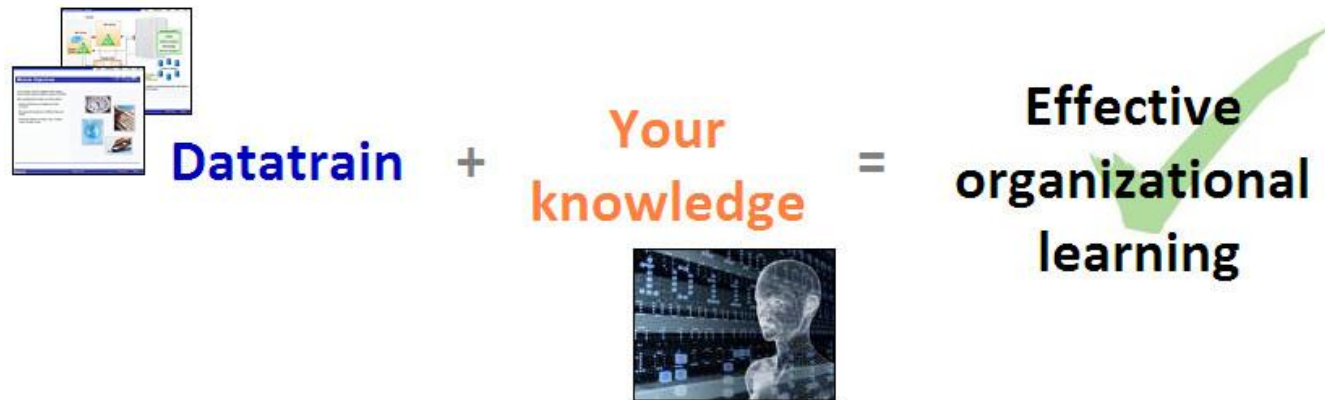 Datatrain
+
Your
knowledge
=
Effective
organizational
learning